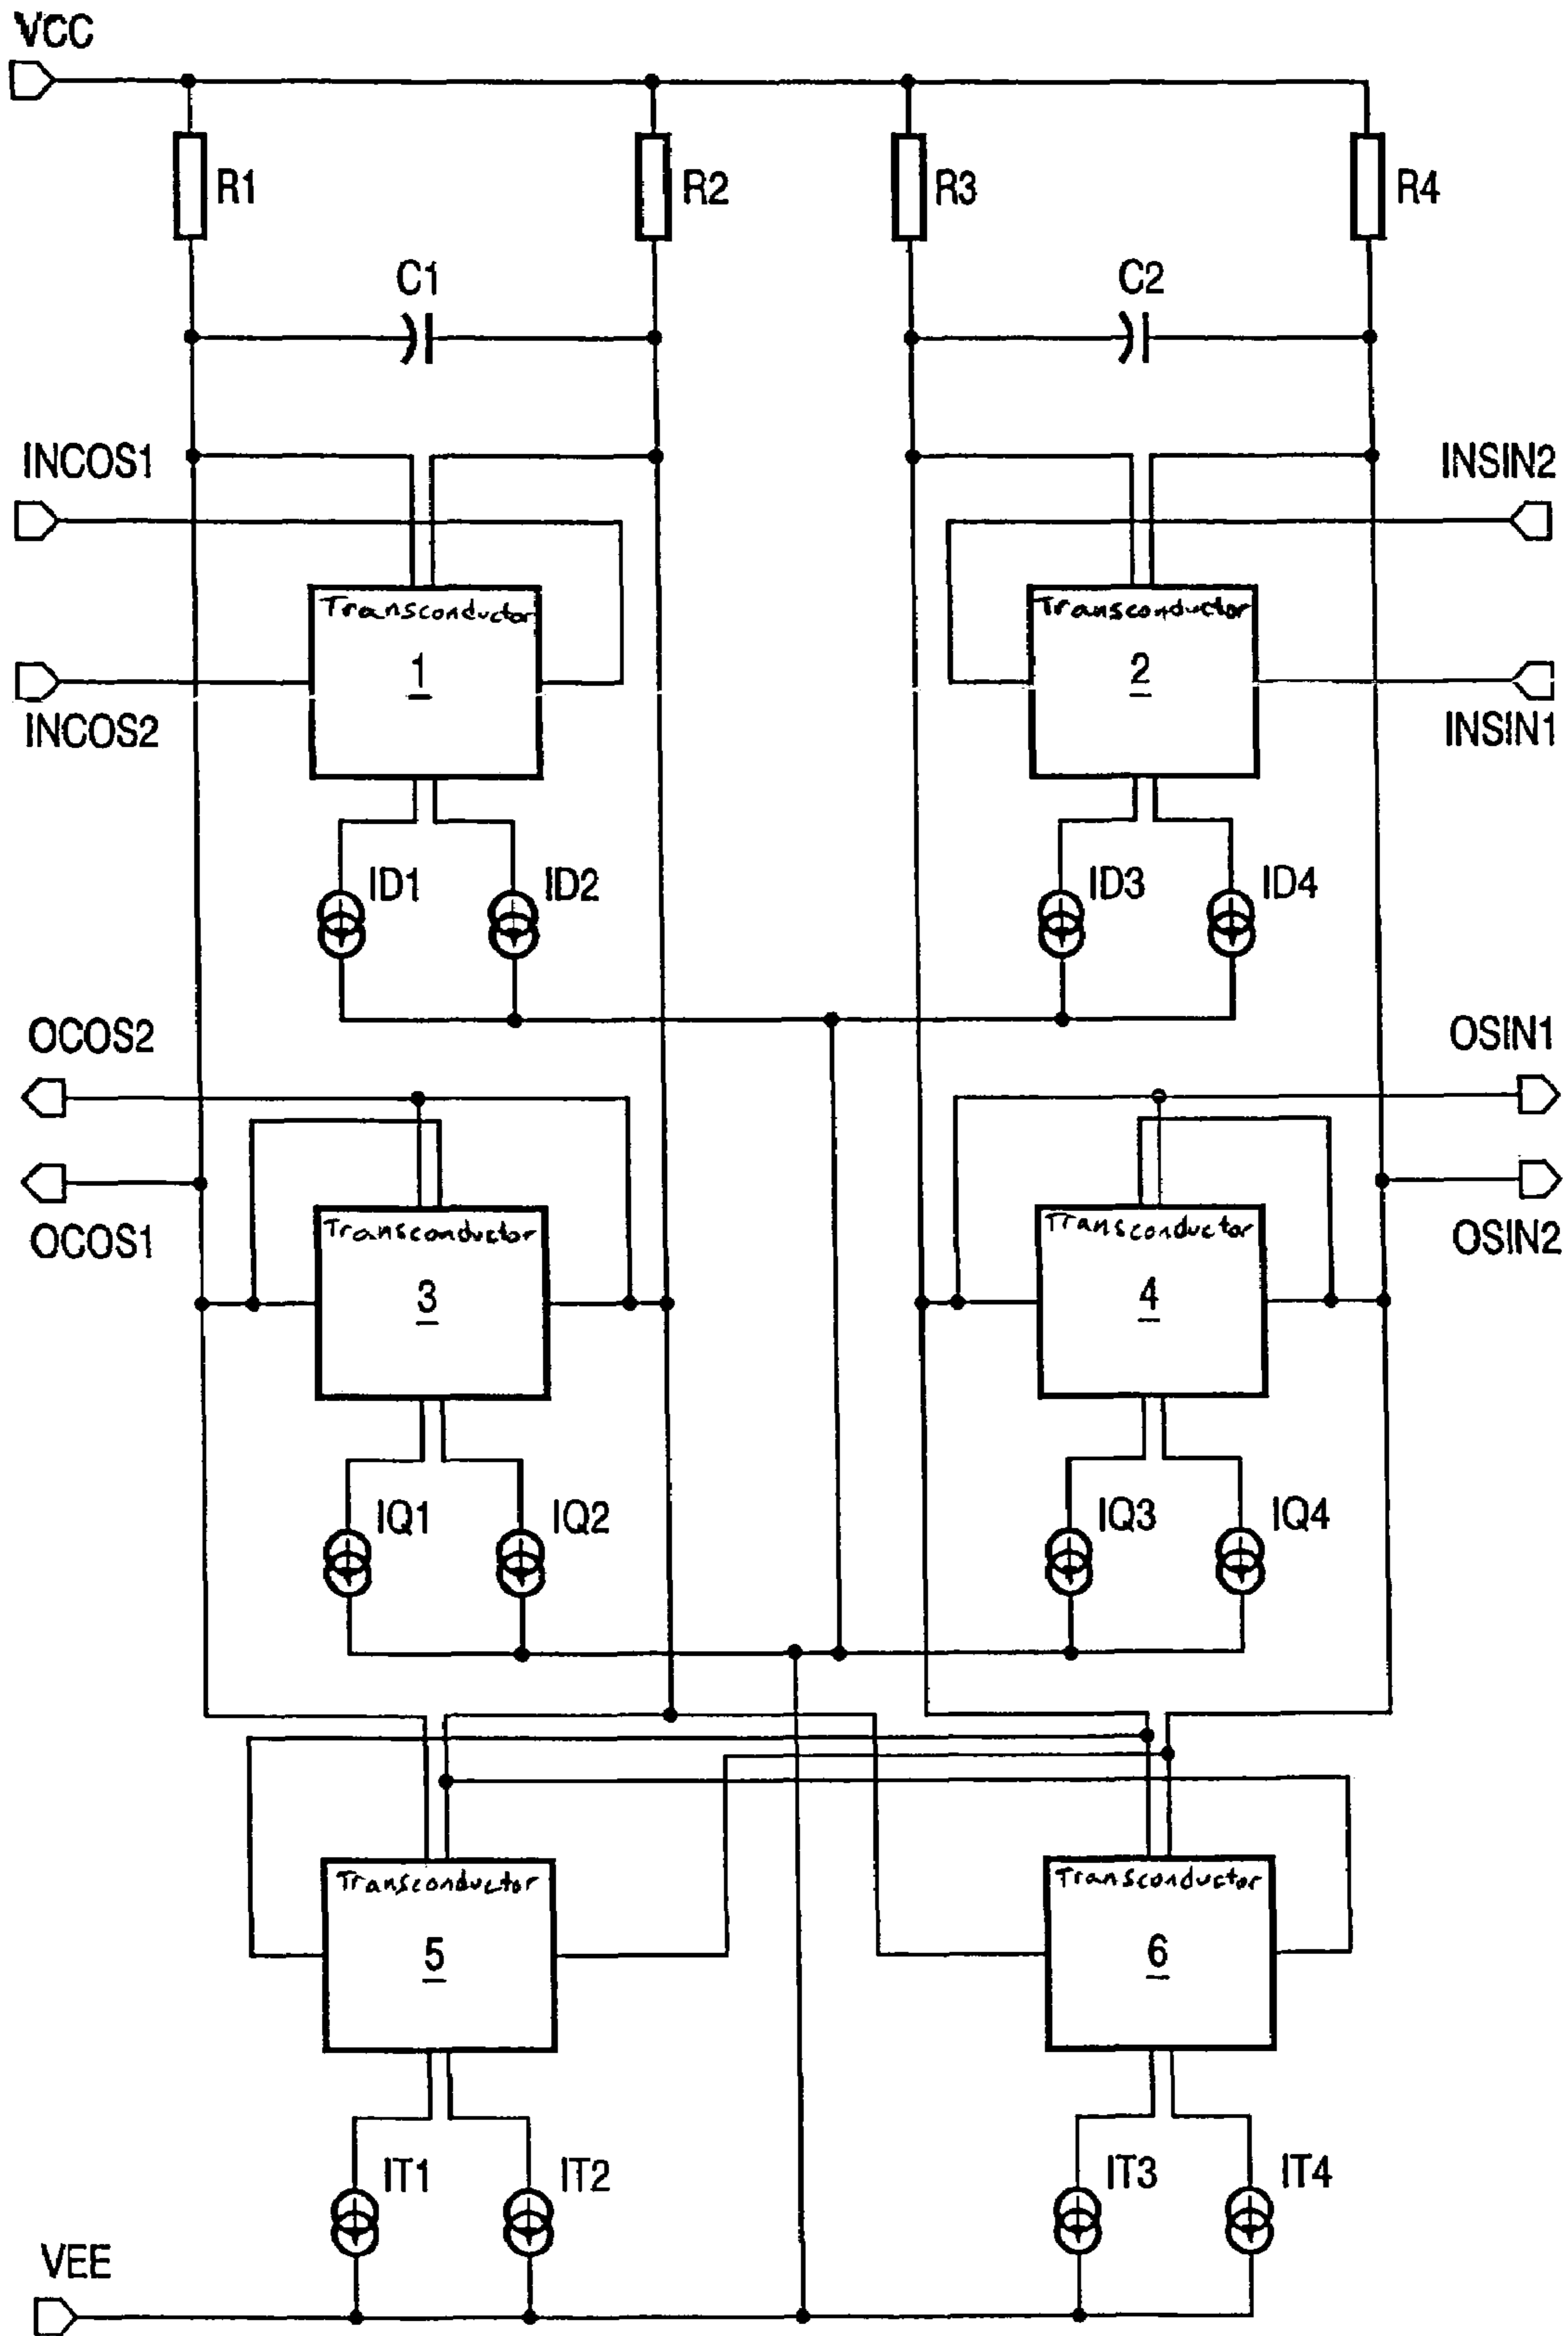 VCC
R1
R2
R3
R4
C1
C2
INCOS1
INSIN2
Transconductor
1
Transconductor
2
INCOS2
INSIN1
ID1
ID2
ID3
ID4
OCOS2
OSIN1
OCOS1
OSIN2
Transconductor
3
Transconductor
4
IQ1
IQ2
IQ3
IQ4
Transconductor
5
Transconductor
6
IT1
IT2
IT3
IT4
VEE